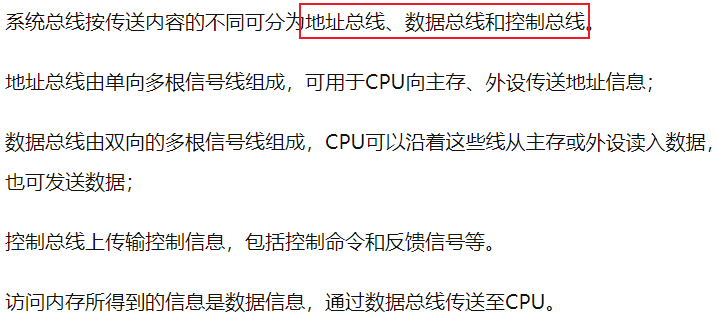 系统总线按传送内容的不同可分为地址总线、数据总线和控制总线。
地址总线由单向多根信号线组成，可用于CPU向主存、外设传送地址信息；
数据总线由双向的多根信号线组成，CPU可以沿着这些线从主存或外设读入数据，
也可发送数据；
控制总线上传输控制信息，包括控制命令和反馈信号等。
访问内存所得到的信息是数据信息，通过数据总线传送至CPU。